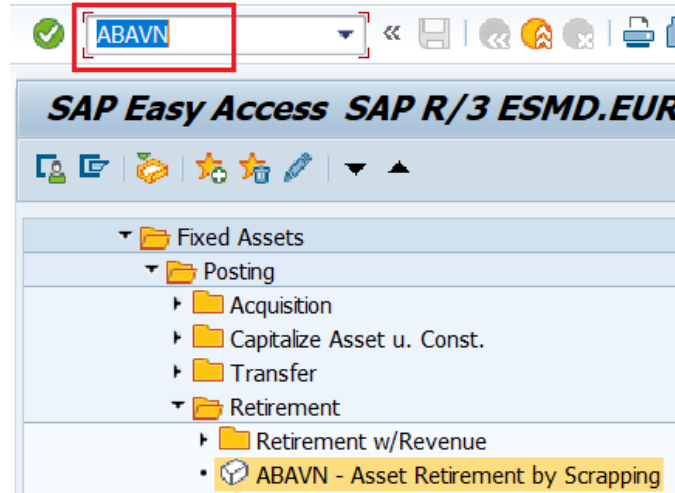 ABAVN
SAP Easy Access SAP R/3 ESMD.EUR
Fixed Assets
Posting
Acquisition
Capitalize Asset u. Const.
Transfer
Retirement
Retirement w/Revenue
ABAVN - Asset Retirement by Scrapping